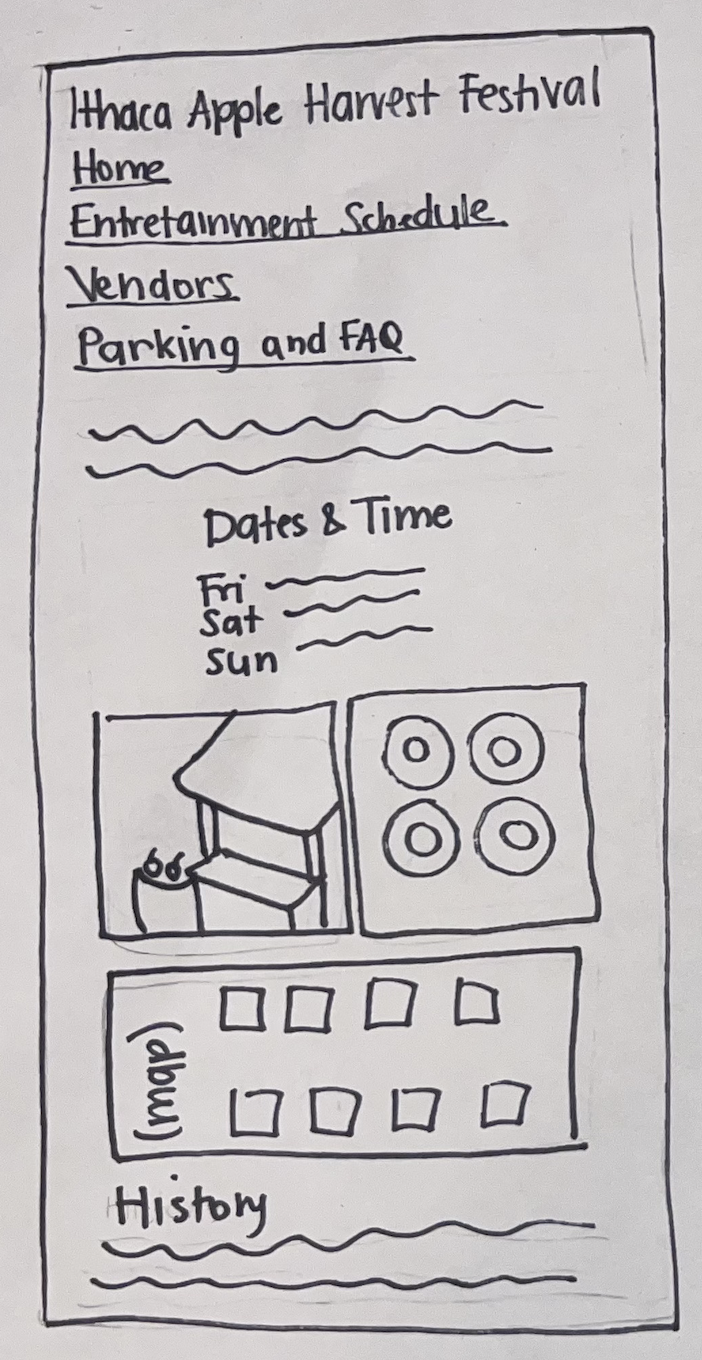 Ithaca Apple Harvest Festival
Home
Entretainment Schedule
Vendors
Parking and FAQ
Dates & Time
Fri
Sat
Sun
(map)
History